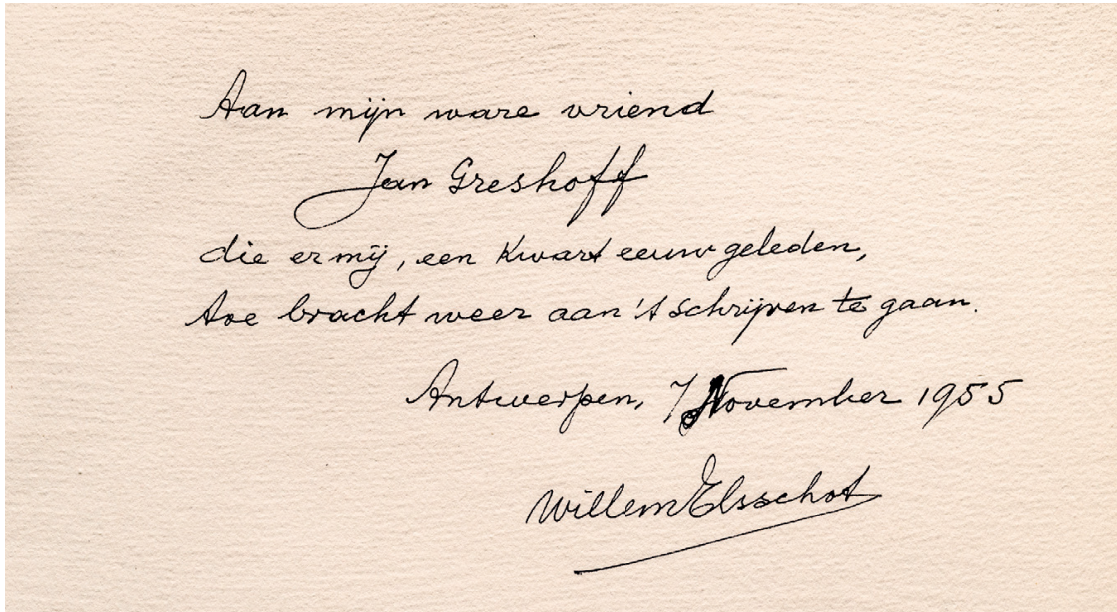 Aan mijn ware vriend
Jan Greshoff
die er mij, een kwart eeuw geleden,
toe bracht weer aan 't schrijven te gaan.
Antwerpen, 7 November 1955
Willem Elsschot